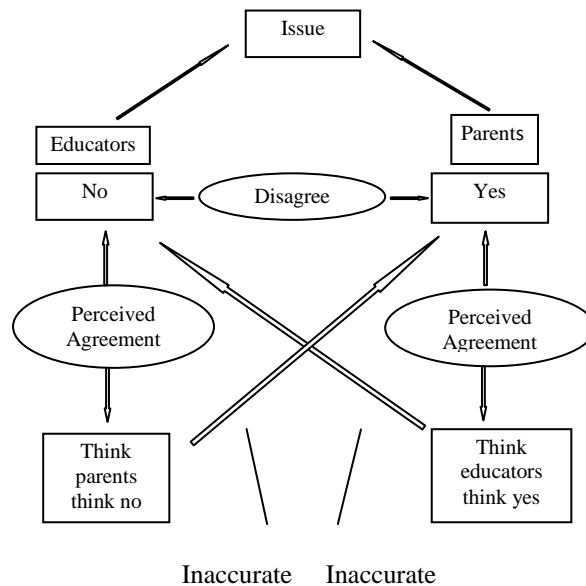 Issue
Educators
Parents
No
Disagree
Yes
Perceived
Agreement
Perceived
Agreement
Think
parents
think no
Think
educators
think yes
Inaccurate Inaccurate